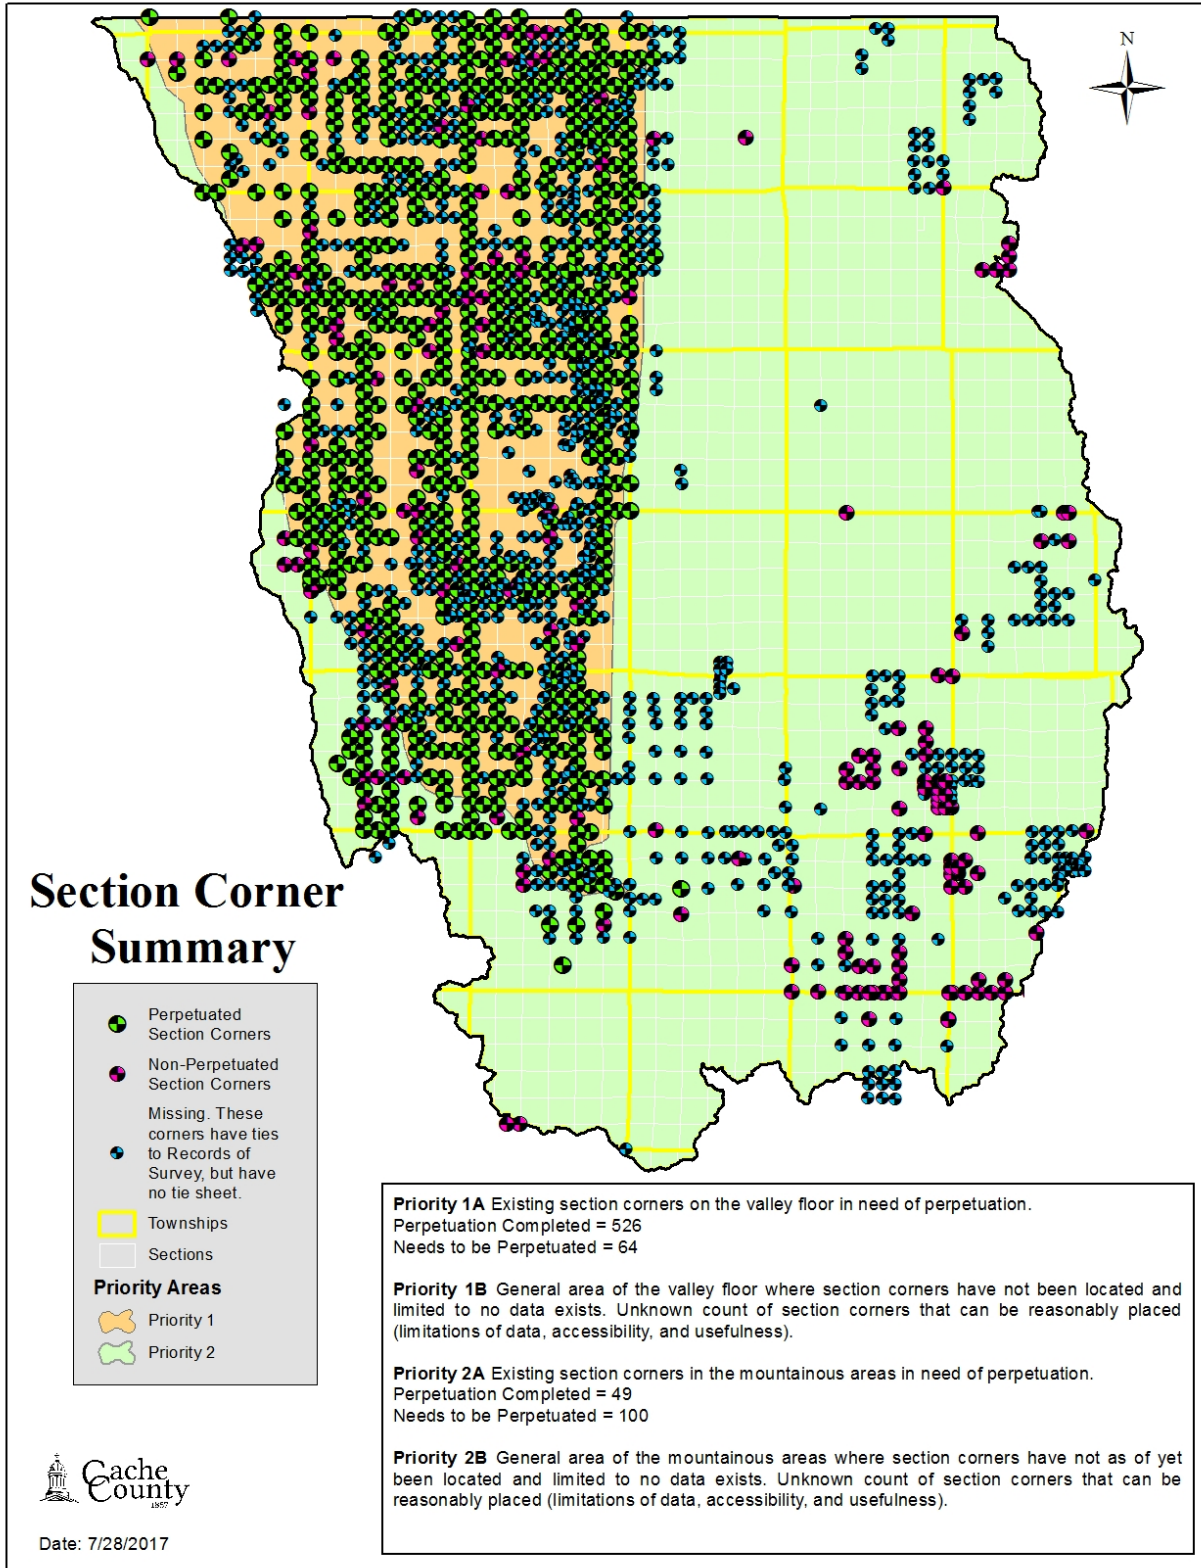 N
Section Corner
Summary
Perpetuated
Section Corners
Non-Perpetuated
Section Corners
Missing. These
corners have ties
to Records of
Survey, but have
no tie sheet.
Townships
Sections
Priority Areas
Priority 1
Priority 2
Priority 1A Existing section corners on the valley floor in need of perpetuation.
Perpetuation Completed = 526
Needs to be Perpetuated = 64
Priority 1B General area of the valley floor where section corners have not been located and
limited to no data exists. Unknown count of section corners that can be reasonably placed
(limitations of data, accessibility, and usefulness).
Priority 2A Existing section corners in the mountainous areas in need of perpetuation.
Perpetuation Completed = 49
Needs to be Perpetuated = 100
Priority 2B General area of the mountainous areas where section corners have not as of yet
been located and limited to no data exists. Unknown count of section corners that can be
reasonably placed (limitations of data, accessibility, and usefulness).
Cache
County
1857
Date: 7/28/2017